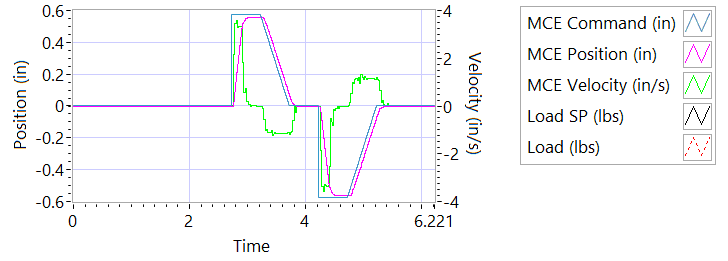 0.6
0.4
0.2
0
-0.2
-0.4
-0.6
Position (in)
4
2
0
-2
-4
Velocity (in/s)
0 2 4 6.221
Time
MCE Command (in)
MCE Position (in)
MCE Velocity (in/s)
Load SP (lbs)
Load (lbs)